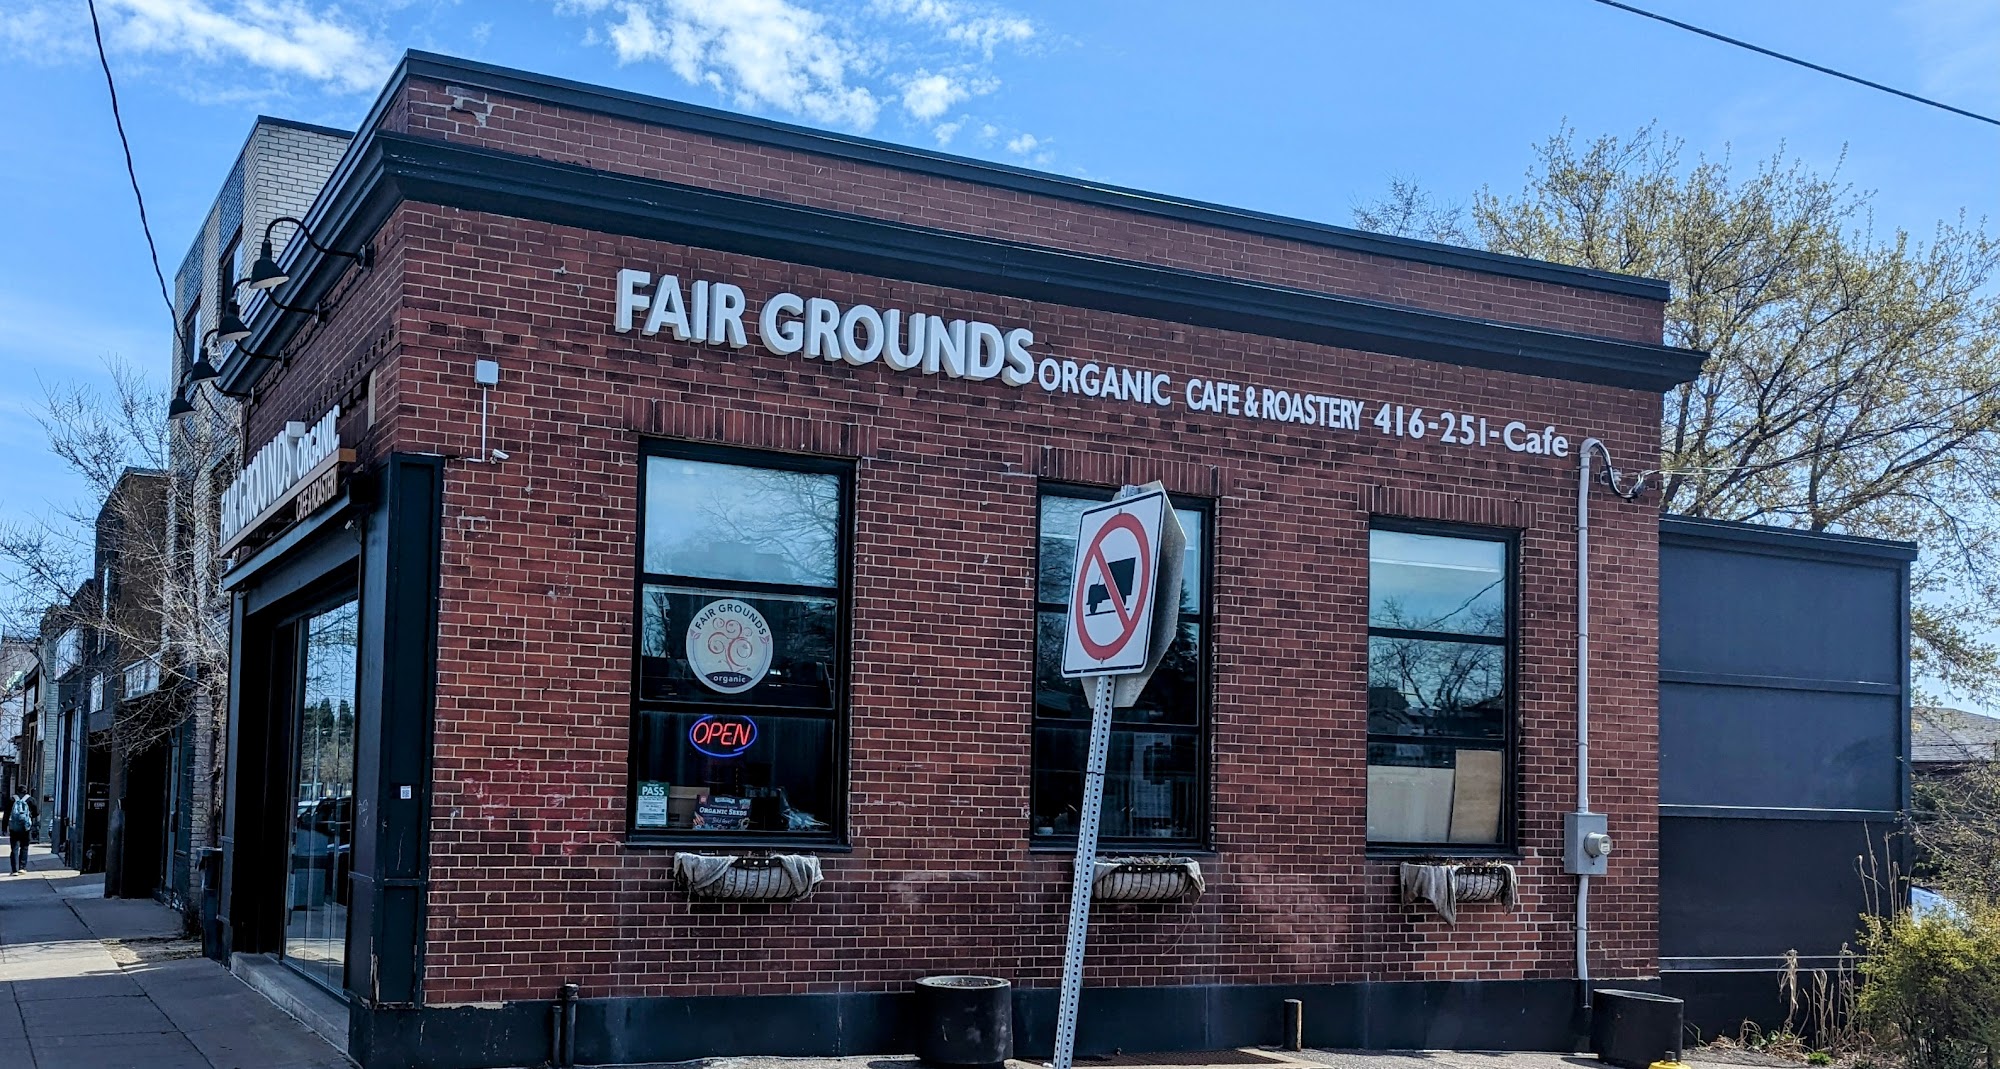 FAIR GROUNDS ORGANIC CAFE & ROASTERY 416-251-Cafe
FAIR GROUNDS ORGANIC
CAFE & ROASTERY
FAIR GROUNDS
organic
OPEN
PASS
ORGANIC SEEDS